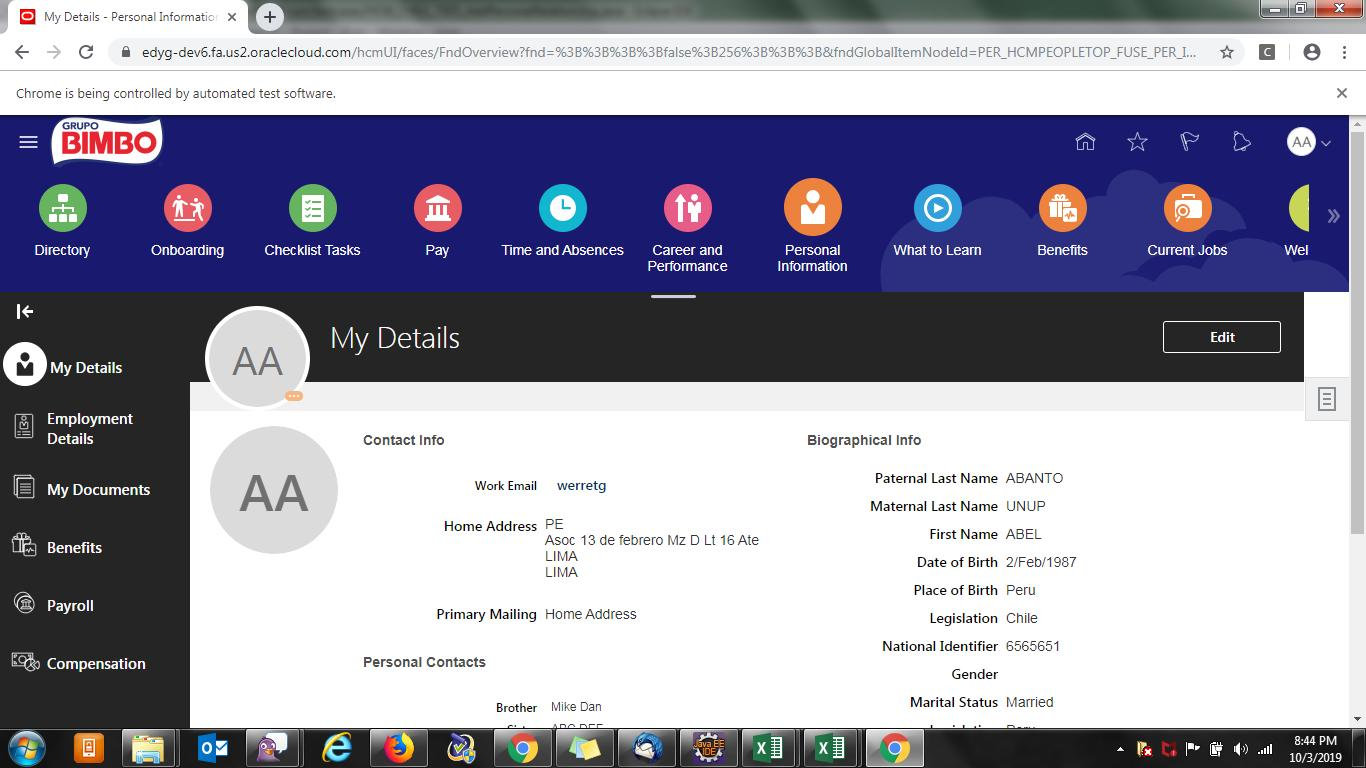 My Details - Personal Information
edyg-dev6.fa.us2.oraclecloud.com/hcmUI/faces/FndOverview?fnd=%3B%3B%3B%3Bfalse%3B256%3B%3B%3B&fndGlobalItemNodeId=PER_HCMPEOPLETOP_FUSE_PER_I...
C
Chrome is being controlled by automated test software.
GRUPO
BIMBO
AA
Directory
Onboarding
Checklist Tasks
Pay
Time and Absences
Career and
Performance
Personal
Information
What to Learn
Benefits
Current Jobs
Wel
AA
My Details
Edit
My Details
Employment
Details
My Documents
Benefits
Payroll
Compensation
AA
Contact Info
Work Email werretg
Home Address PE
Asoc 13 de febrero Mz D Lt 16 Ate
LIMA
LIMA
Primary Mailing Home Address
Personal Contacts
Brother Mike Dan
Biographical Info
Paternal Last Name ABANTO
Maternal Last Name UNUP
First Name ABEL
Date of Birth 2/Feb/1987
Place of Birth Peru
Legislation Chile
National Identifier 6565651
Gender
Marital Status Married
Java EE
IDE
8:44 PM
10/3/2019